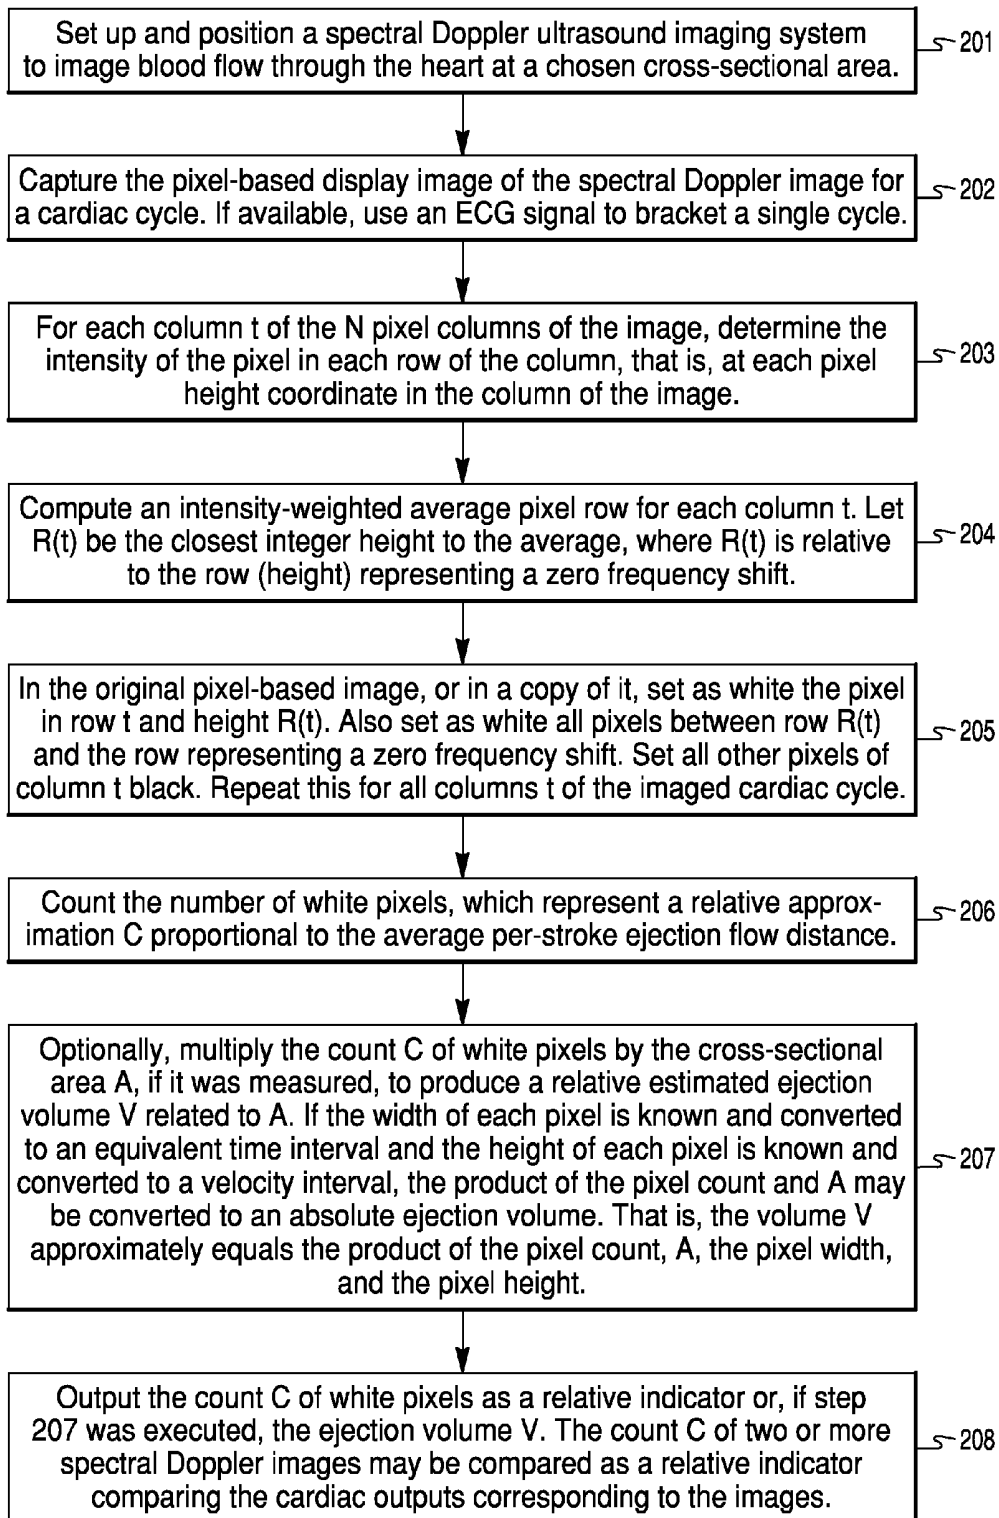 Set up and position a spectral Doppler ultrasound imaging system
to image blood flow through the heart at a chosen cross-sectional area.
201
Capture the pixel-based display image of the spectral Doppler image for
a cardiac cycle. If available, use an ECG signal to bracket a single cycle.
202
For each column t of the N pixel columns of the image, determine the
intensity of the pixel in each row of the column, that is, at each pixel
height coordinate in the column of the image.
203
Compute an intensity-weighted average pixel row for each column t. Let
R(t) be the closest integer height to the average, where R(t) is relative
to the row (height) representing a zero frequency shift.
204
In the original pixel-based image, or in a copy of it, set as white the pixel
in row t and height R(t). Also set as white all pixels between row R(t)
and the row representing a zero frequency shift. Set all other pixels of
column t black. Repeat this for all columns t of the imaged cardiac cycle.
205
Count the number of white pixels, which represent a relative approx-
imation C proportional to the average per-stroke ejection flow distance.
206
Optionally, multiply the count C of white pixels by the cross-sectional
area A, if it was measured, to produce a relative estimated ejection
volume V related to A. If the width of each pixel is known and converted
to an equivalent time interval and the height of each pixel is known and
converted to a velocity interval, the product of the pixel count and A may
be converted to an absolute ejection volume. That is, the volume V
approximately equals the product of the pixel count, A, the pixel width,
and the pixel height.
207
Output the count C of white pixels as a relative indicator or, if step
207 was executed, the ejection volume V. The count C of two or more
spectral Doppler images may be compared as a relative indicator
comparing the cardiac outputs corresponding to the images.
208